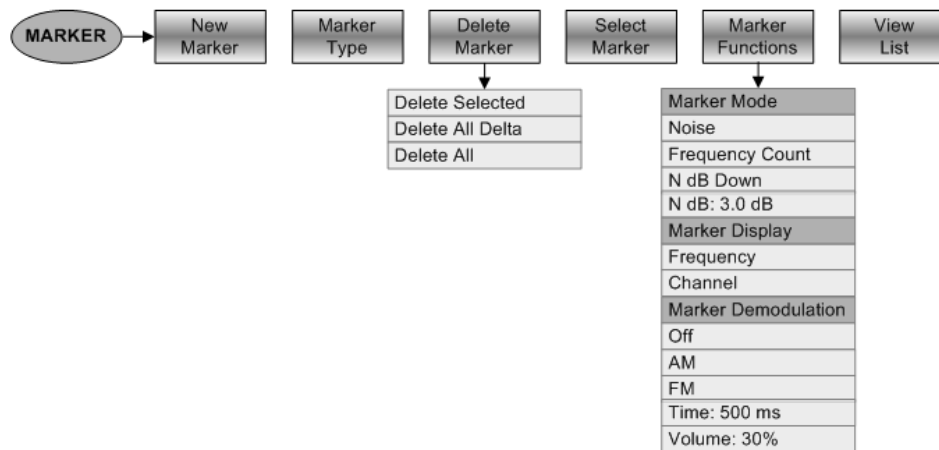 MARKER
New
Marker
Marker
Type
Delete
Marker
Select
Marker
Marker
Functions
View
List
Delete Selected
Delete All Delta
Delete All
Marker Mode
Noise
Frequency Count
N dB Down
N dB: 3.0 dB
Marker Display
Frequency
Channel
Marker Demodulation
Off
AM
FM
Time: 500 ms
Volume: 30%